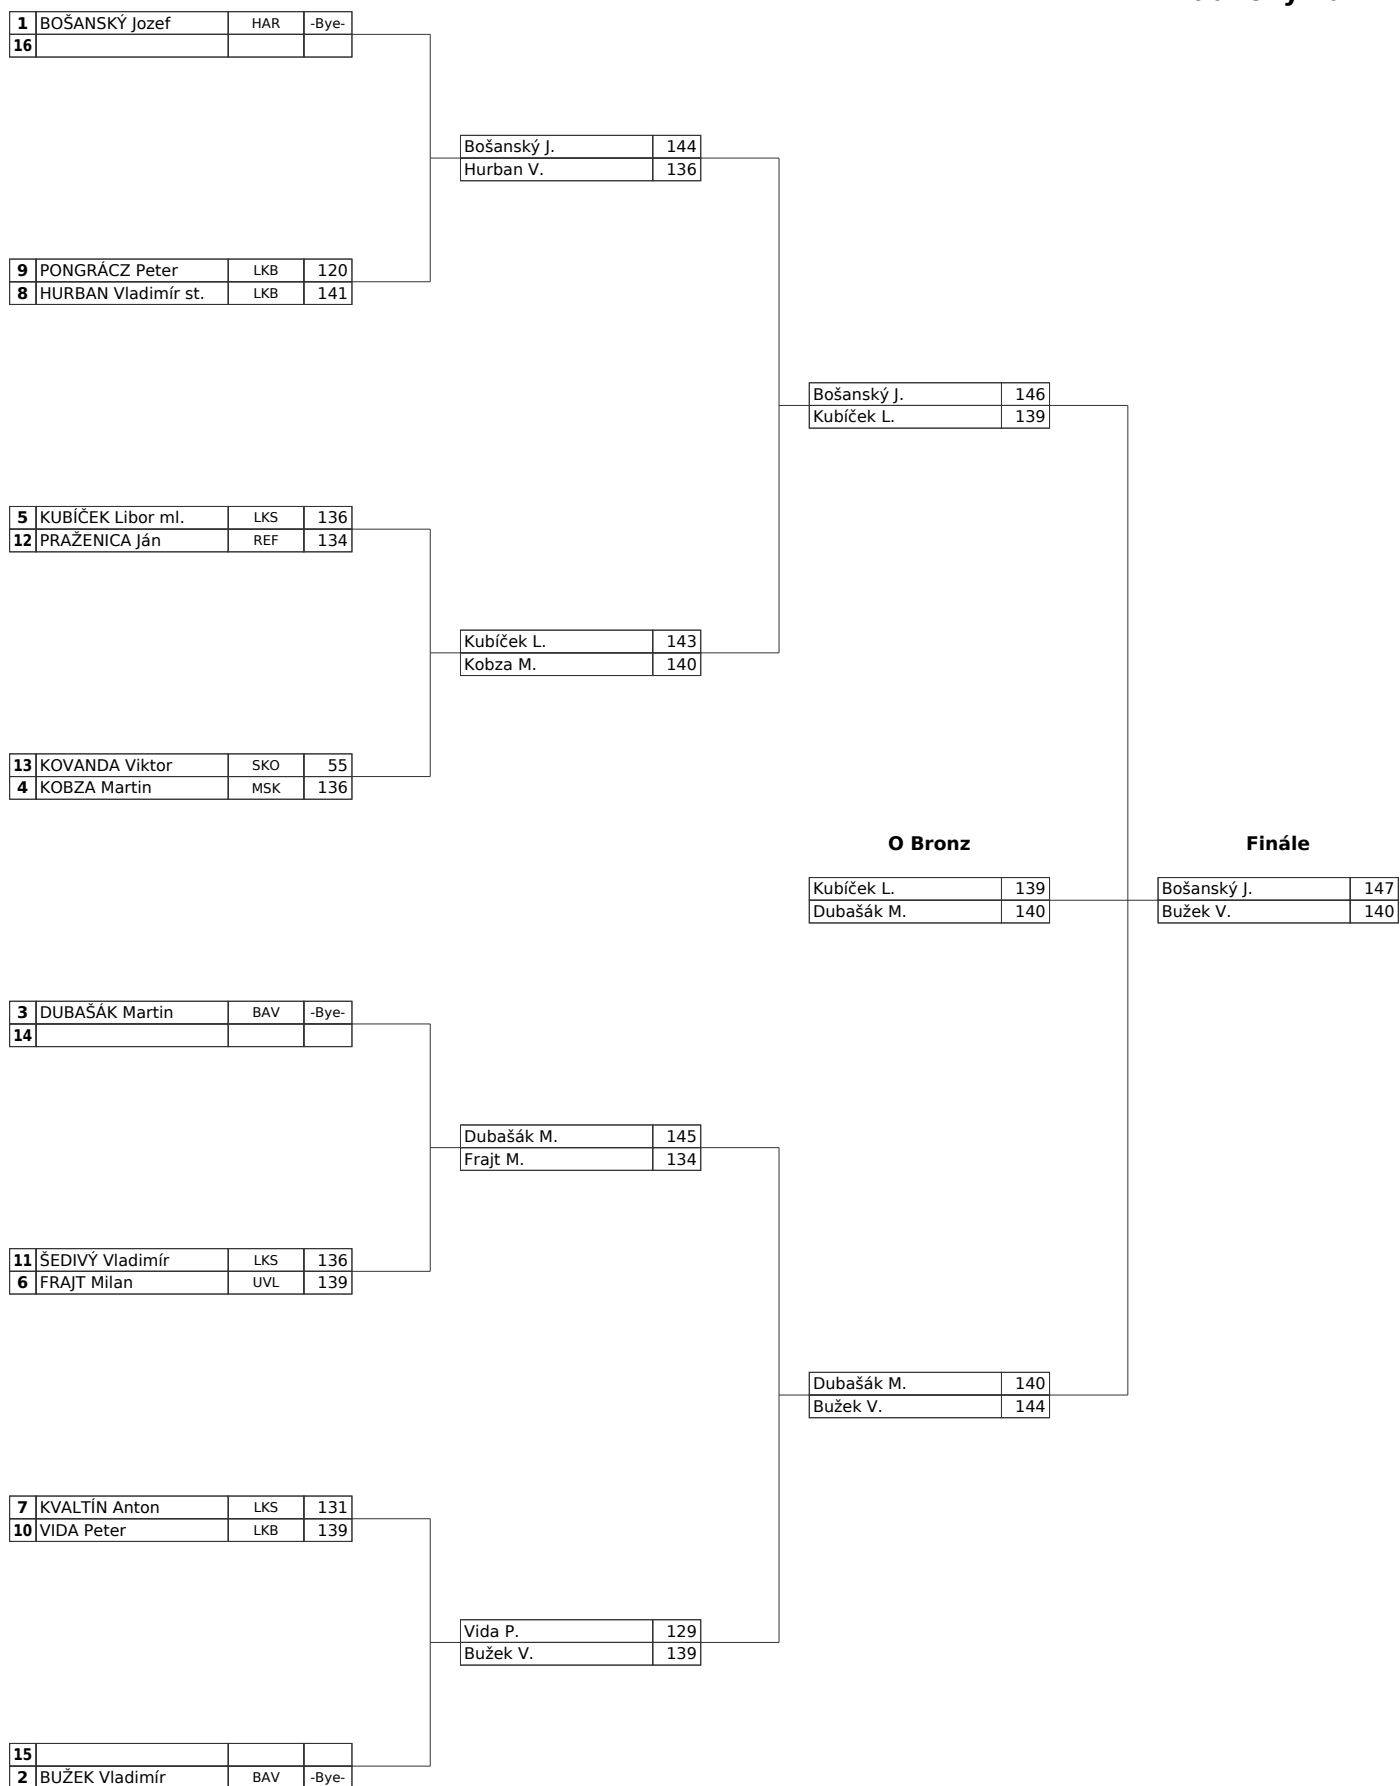 1 BOŠANSKÝ Jozef HAR -Bye-
16
Bošanský J. 144
Hurban V. 136
9 PONGRÁCZ Peter LKB 120
8 HURBAN Vladimír st. LKB 141
Bošanský J. 146
Kubíček L. 139
5 KUBÍČEK Libor ml. LKS 136
12 PRAŽENICA Ján REF 134
Kubíček L. 143
Kobza M. 140
13 KOVANDA Viktor SKO 55
4 KOBZA Martin MSK 136
O Bronz Finále
Kubíček L. 139 Bošanský J. 147
Dubašák M. 140 Bužek V. 140
3 DUBAŠÁK Martin BAV -Bye-
14
Dubašák M. 145
Frajt M. 134
11 ŠEDIVÝ Vladimír LKS 136
6 FRAJT Milan UVL 139
Dubašák M. 140
Bužek V. 144
7 KVALTÍN Anton LKS 131
10 VIDA Peter LKB 139
Vida P. 129
Bužek V. 139
15
2 BUŽEK Vladimír BAV -Bye-